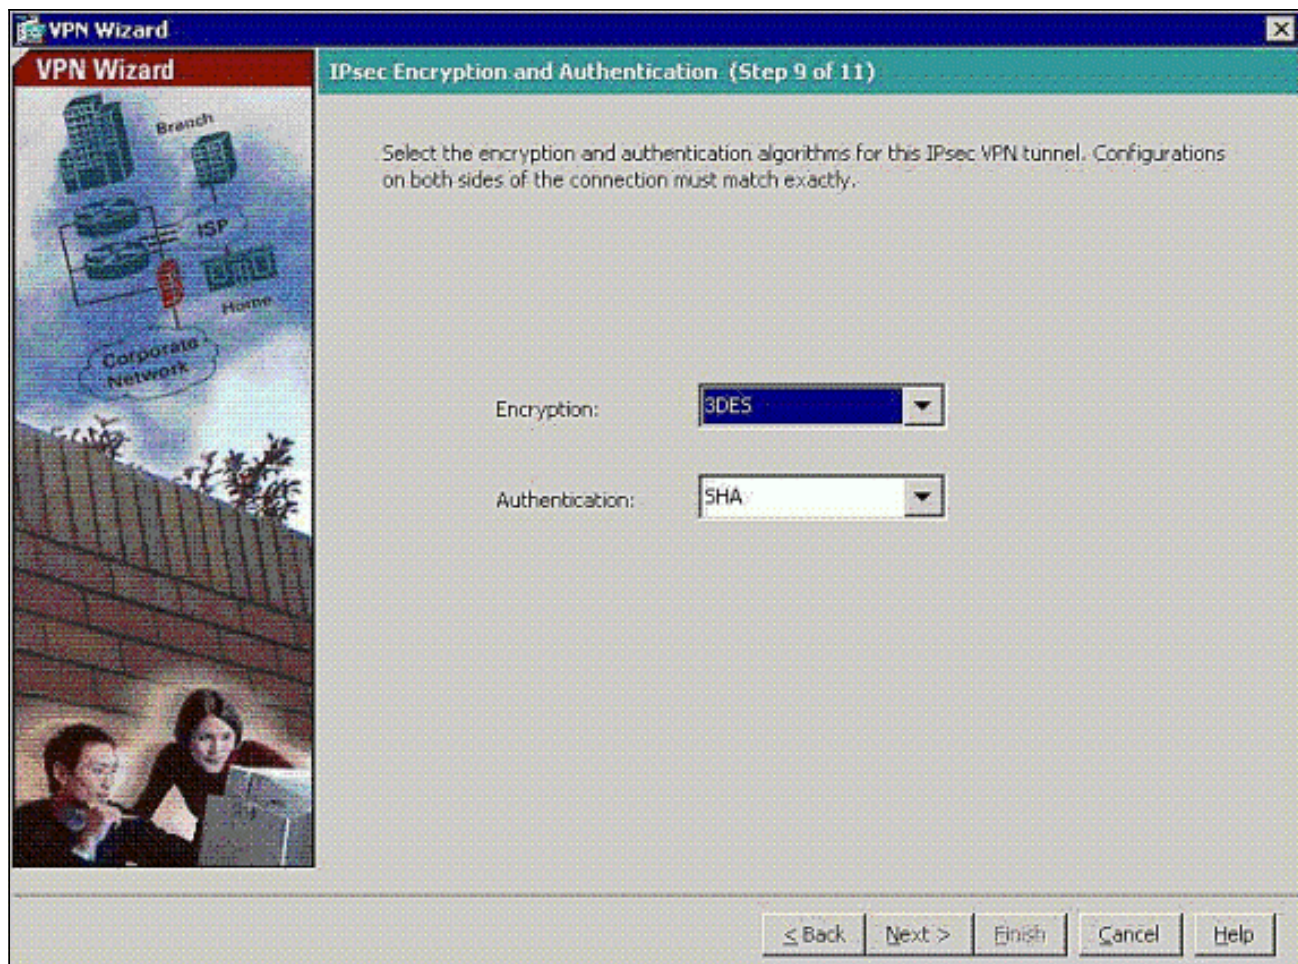 VPN Wizard
VPN Wizard
IPsec Encryption and Authentication (Step 9 of 11)
Branch
ISP
Home
Corporate
Network
Select the encryption and authentication algorithms for this IPsec VPN tunnel. Configurations
on both sides of the connection must match exactly.
Encryption:
3DES
Authentication:
SHA
< Back
Next >
Finish
Cancel
Help